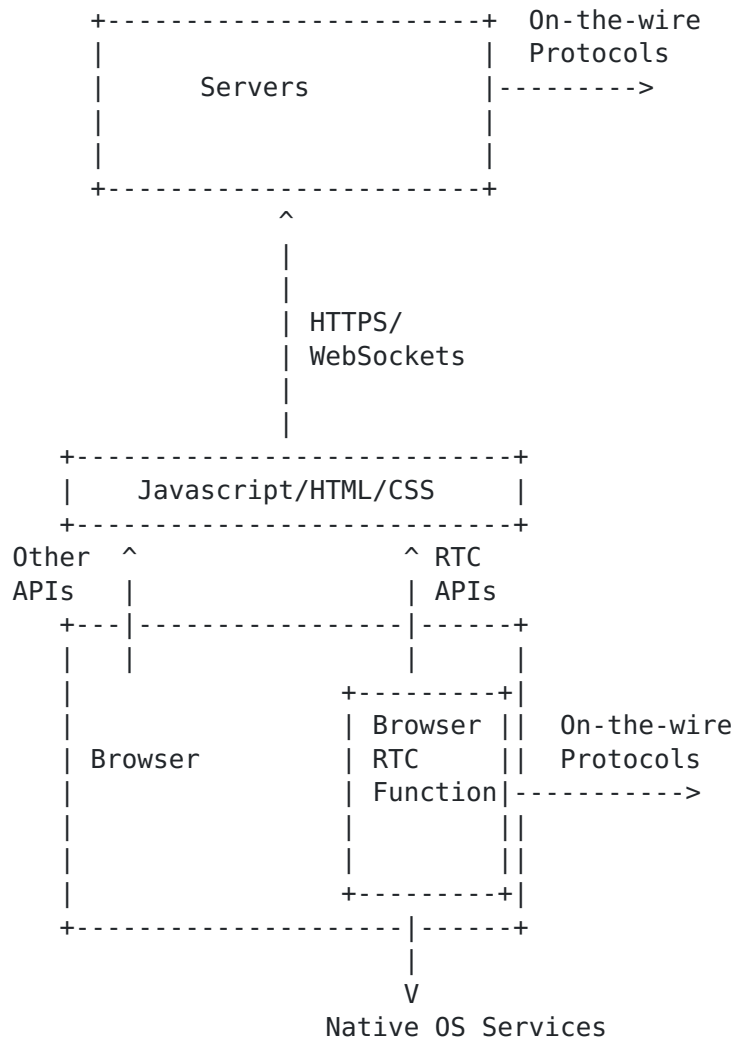 On-the-wire
Protocols
Servers
HTTPS/
WebSockets
Javascript/HTML/CSS
Other RTC
APIs APIs
Browser On-the-wire
Browser RTC Protocols
Function
Native OS Services